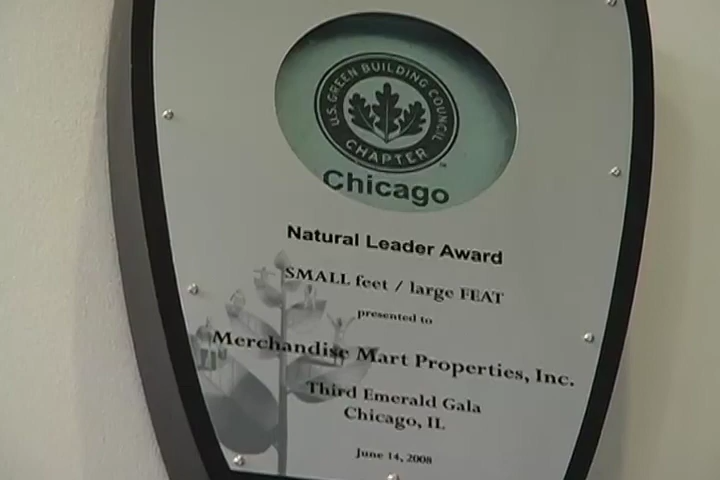 U.S. GREEN BUILDING COUNCIL
CHAPTER
Chicago
Natural Leader Award
SMALL feet / large FEAT
presented to
Merchandise Mart Properties, Inc.
Third Emerald Gala
Chicago, IL
June 14, 2008